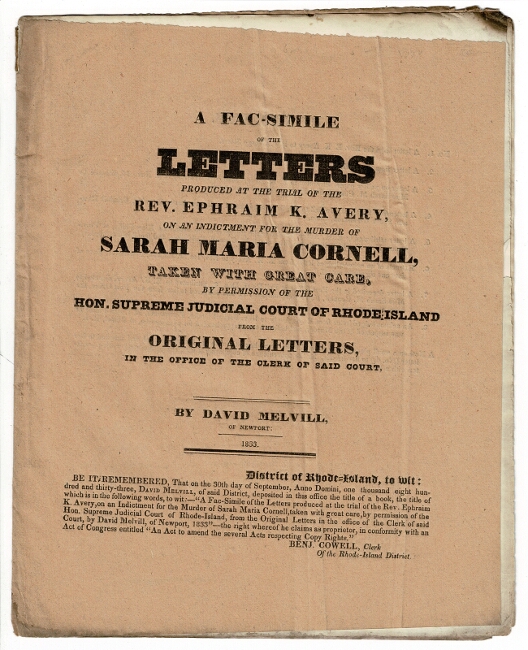 A FAC-SIMILE
OF THE
LETTERS
PRODUCED AT THE TRIAL OF THE
REV. EPHRAIM K. AVERY,
ON AN INDICTMENT FOR THE MURDER OF
SARAH MARIA CORNELL,
TAKEN WITH GREAT CARE,
BY PERMISSION OF THE
HON. SUPREME JUDICIAL COURT OF RHODE-ISLAND
FROM THE
ORIGINAL LETTERS,
IN THE OFFICE OF THE CLERK OF SAID COURT.
BY DAVID MELVILL,
OF NEWPORT:
1833.
District of Rhode-Island, to wit:
BE IT REMEMBERED, That on the 30th day of September, Anno Domini, one thousand eight hun-
dred and thirty-three, DAVID MELVILL, of said District, deposited in this office the title of a book, the title of
which is in the following words, to wit:—"A Fac-Simile of the Letters produced at the trial of the Rev. Ephraim
K. Avery,on an Indictment for the Murder of Sarah Maria Cornell,taken with great care,by permission of the
Hon. Supreme Judicial Court of Rhode-Island, from the Original Letters in the office of the Clerk of said
Court, by David Melvill, of Newport, 1833"—the right whereof he claims as proprietor, in conformity with an
Act of Congress entitled "An Act to amend the several Acts respecting Copy Rights."
BENJ. COWELL, Clerk
Of the Rhode-Island District.